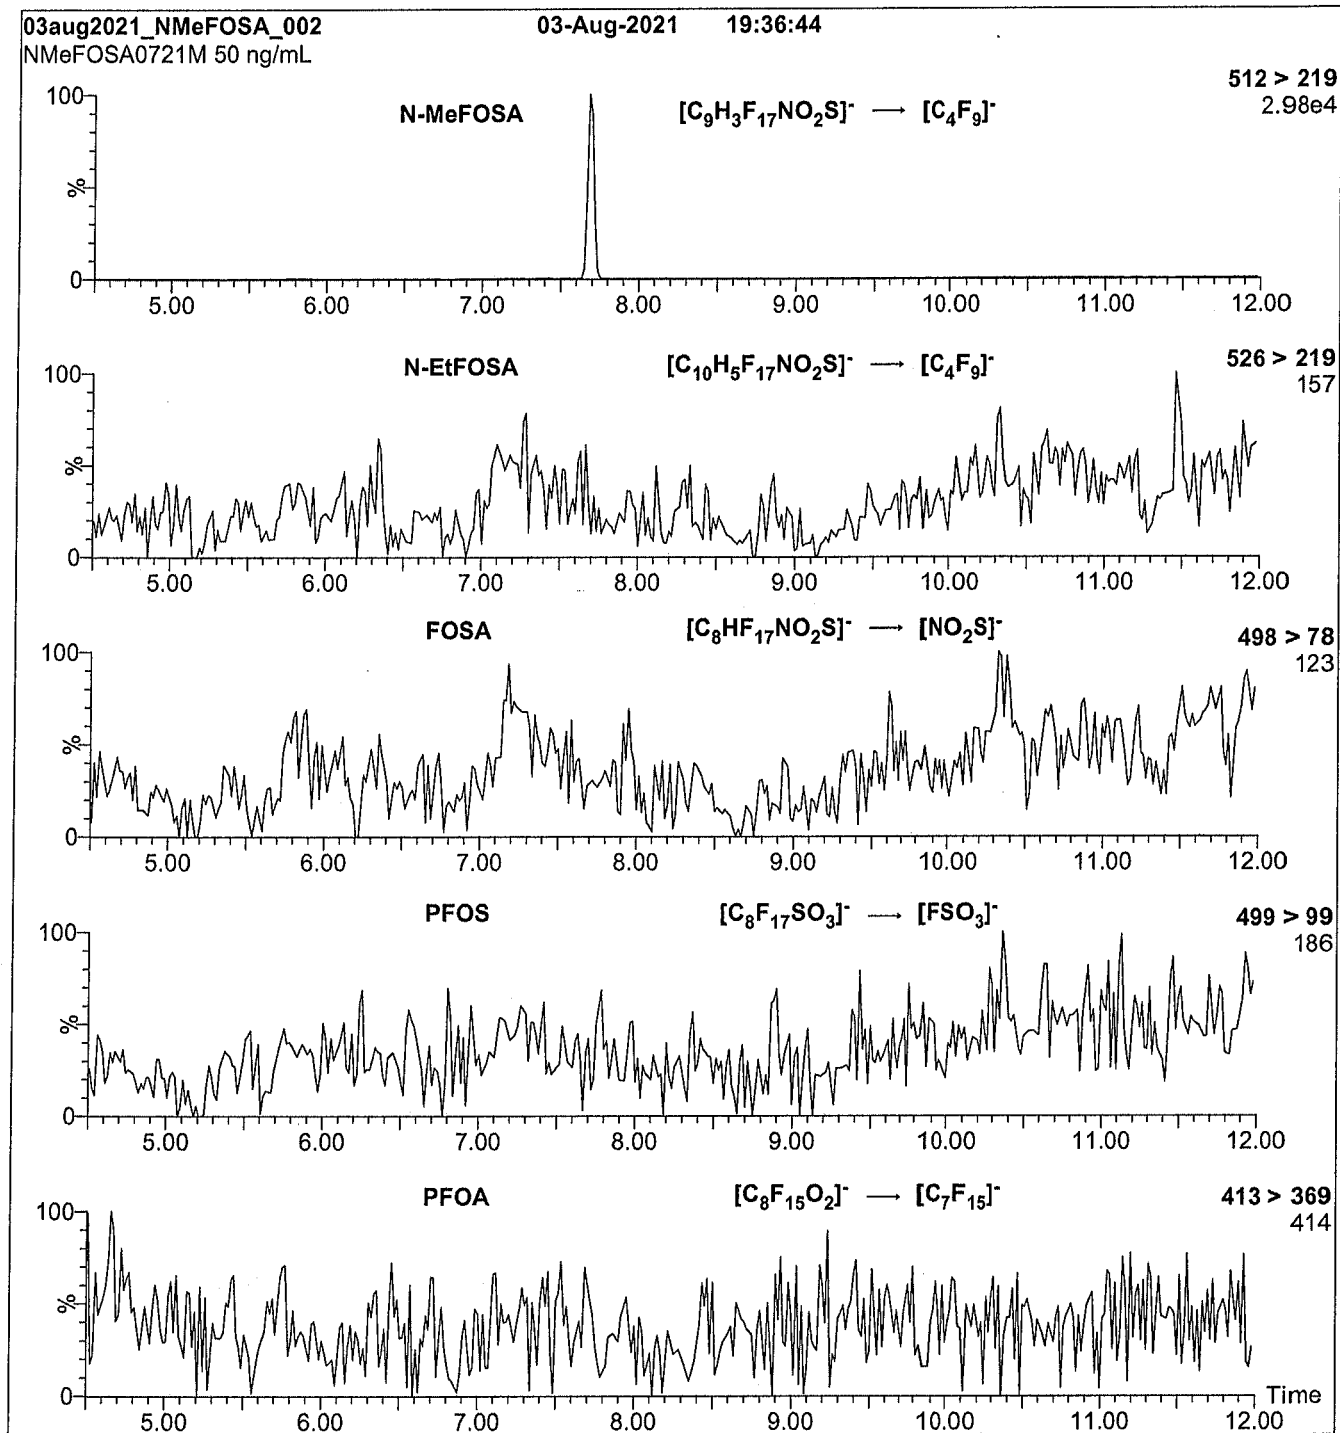 03aug2021_NMeFOSA_002 03-Aug-2021 19:36:44
NMeFOSA0721M 50 ng/mL
512 > 219
2.98e4
N-MeFOSA [C₉H₃F₁₇NO₂S]⁻ → [C₄F₉]⁻
100
%
0
5.00 6.00 7.00 8.00 9.00 10.00 11.00 12.00
N-EtFOSA [C₁₀H₅F₁₇NO₂S]⁻ → [C₄F₉]⁻ 526 > 219
157
100
%
0
5.00 6.00 7.00 8.00 9.00 10.00 11.00 12.00
FOSA [C₈HF₁₇NO₂S]⁻ → [NO₂S]⁻ 498 > 78
123
100
%
0
5.00 6.00 7.00 8.00 9.00 10.00 11.00 12.00
PFOS [C₈F₁₇SO₃]⁻ → [FSO₃]⁻ 499 > 99
186
100
%
0
5.00 6.00 7.00 8.00 9.00 10.00 11.00 12.00
PFOA [C₈F₁₅O₂]⁻ → [C₇F₁₅]⁻ 413 > 369
414
100
%
0
Time
5.00 6.00 7.00 8.00 9.00 10.00 11.00 12.00